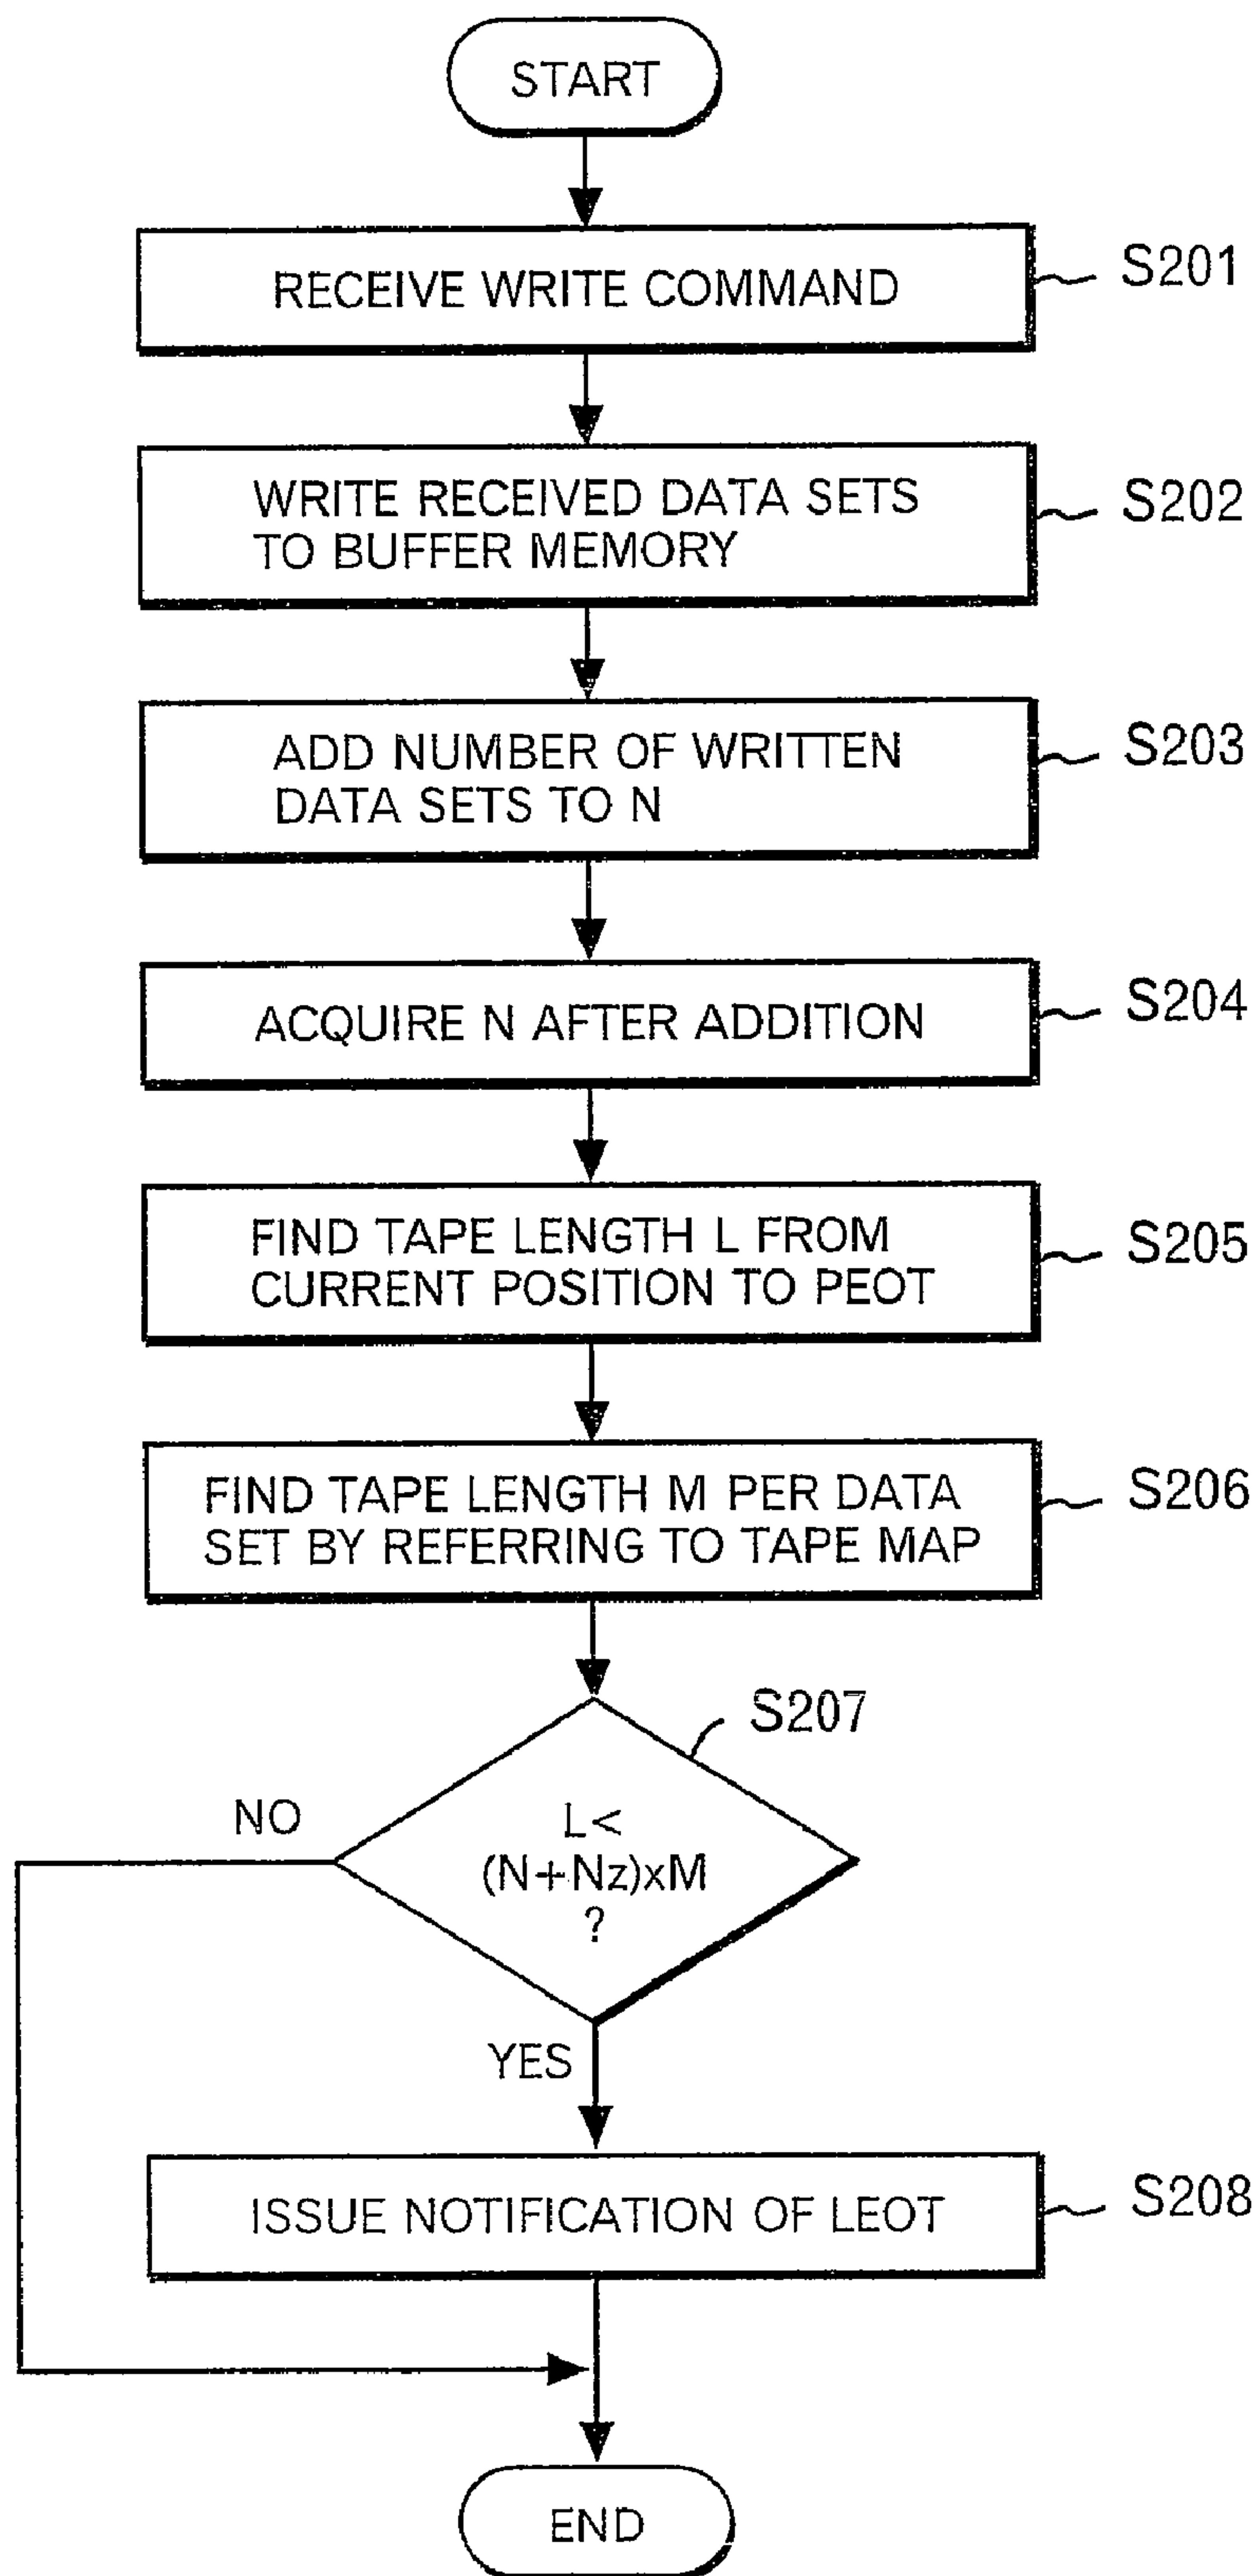 START
RECEIVE WRITE COMMAND
S201
WRITE RECEIVED DATA SETS
TO BUFFER MEMORY
S202
ADD NUMBER OF WRITTEN
DATA SETS TO N
S203
ACQUIRE N AFTER ADDITION
S204
FIND TAPE LENGTH L FROM
CURRENT POSITION TO PEOT
S205
FIND TAPE LENGTH M PER DATA
SET BY REFERRING TO TAPE MAP
S206
S207
NO
L<
(N+Nz)xM
?
YES
ISSUE NOTIFICATION OF LEOT
S208
END